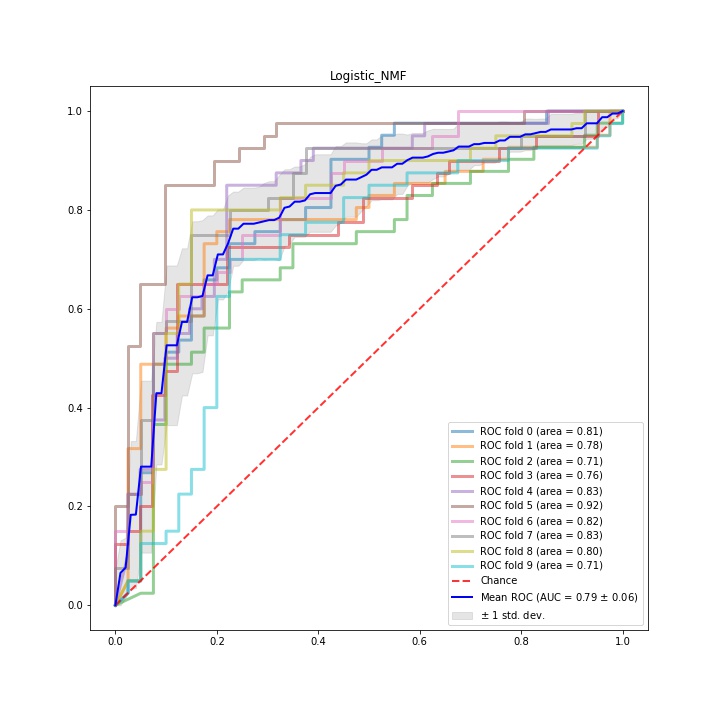 Logistic_NMF
1.0
0.8
0.6
0.4
0.2
0.0
ROC fold 0 (area = 0.81)
ROC fold 1 (area = 0.78)
ROC fold 2 (area = 0.71)
ROC fold 3 (area = 0.76)
ROC fold 4 (area = 0.83)
ROC fold 5 (area = 0.92)
ROC fold 6 (area = 0.82)
ROC fold 7 (area = 0.83)
ROC fold 8 (area = 0.80)
ROC fold 9 (area = 0.71)
Chance
Mean ROC (AUC = 0.79 ± 0.06)
± 1 std. dev.
0.0 0.2 0.4 0.6 0.8 1.0